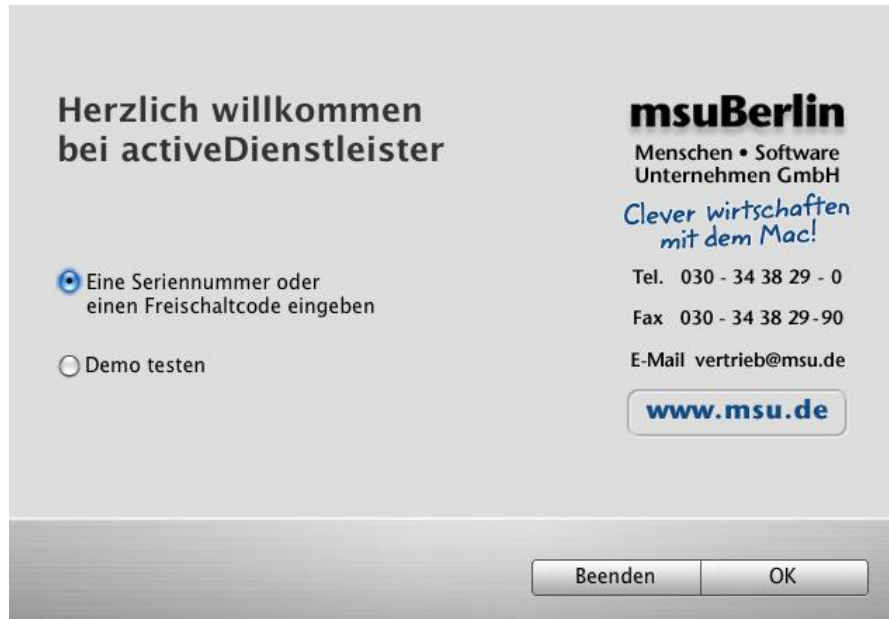 Herzlich willkommen
bei activeDienstleister
Eine Seriennummer oder
einen Freischaltcode eingeben
Demo testen
msuBerlin
Menschen • Software
Unternehmen GmbH
Clever wirtschaften
mit dem Mac!
Tel. 030 - 34 38 29 - 0
Fax 030 - 34 38 29-90
E-Mail vertrieb@msu.de
www.msu.de
Beenden
OK